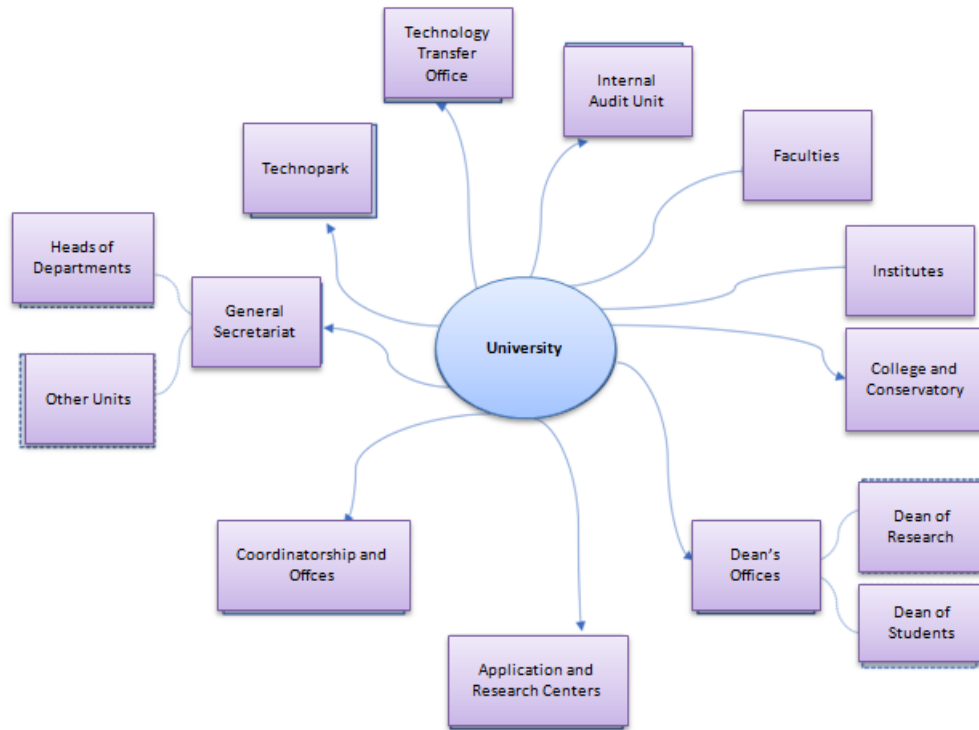 Technology
Transfer
Office
Internal
Audit Unit
Faculties
Technopark
Heads of
Departments
Institutes
General
Secretariat
University
College and
Conservatory
Other Units
Dean of
Research
Coordinatorship and
Offces
Dean's
Offices
Dean of
Students
Application and
Research Centers